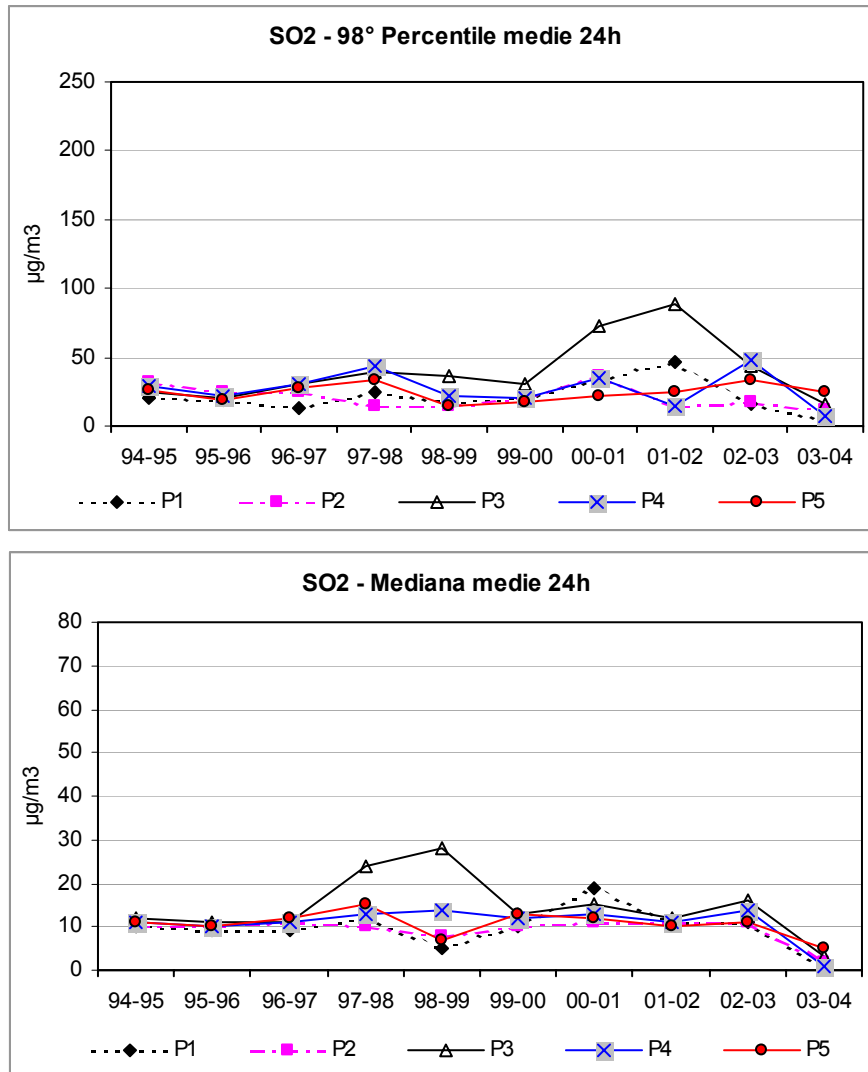 SO2 - 98° Percentile medie 24h
250
200
150
100
50
0
µg/m3
94-95 95-96 96-97 97-98 98-99 99-00 00-01 01-02 02-03 03-04
P1 P2 P3 P4 P5
SO2 - Mediana medie 24h
80
70
60
50
40
30
20
10
0
µg/m3
94-95 95-96 96-97 97-98 98-99 99-00 00-01 01-02 02-03 03-04
P1 P2 P3 P4 P5